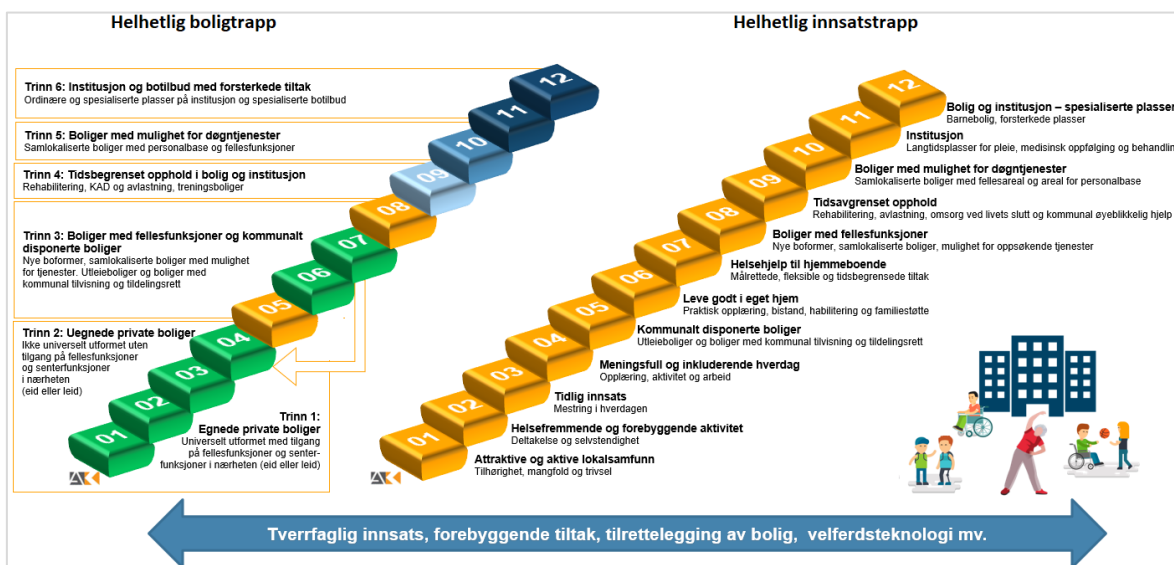 Helhetlig boligtrapp
Trinn 6: Institusjon og botilbud med forsterkede tiltak
Ordinære og spesialiserte plasser på institusjon og spesialiserte botilbud
Trinn 5: Boliger med mulighet for døgntjenester
Samlokaliserte boliger med personalbase og fellesfunksjoner
Trinn 4: Tidsbegrenset opphold i bolig og institusjon
Rehabilitering, KAD og avlastning, treningsboliger
Trinn 3: Boliger med fellesfunksjoner og kommunalt
disponerte boliger
Nye boformer, samlokaliserte boliger med mulighet
for tjenester. Utleieboliger og boliger med
kommunal tilvisning og tildelingsrett
Trinn 2: Uegnede private boliger
Ikke universelt utformet uten
tilgang på fellesfunksjoner
og senterfunksjoner
i nærheten
(eid eller leid)
Trinn 1:
Egnede private boliger
Universelt utformet med tilgang
på fellesfunksjoner og senter-
funksjoner i nærheten (eid eller leid)
12
11
10
09
08
07
06
05
04
03
02
01
Helhetlig innsatstrapp
12
Bolig og institusjon – spesialiserte plasser
Barnebolig, forsterkede plasser
11
Institusjon
Langtidsplasser for pleie, medisinsk oppfølging og behandlin
10
Boliger med mulighet for døgntjenester
Samlokaliserte boliger med fellesareal og areal for personalbase
09
Tidsavgrenset opphold
Rehabilitering, avlastning, omsorg ved livets slutt og kommunal øyeblikkelig hjelp
08
Boliger med fellesfunksjoner
Nye boformer, samlokaliserte boliger, mulighet for oppsøkende tjenester
07
Helsehjelp til hjemmeboende
Målrettede, fleksible og tidsbegrensede tiltak
06
Leve godt i eget hjem
Praktisk opplæring, bistand, habilitering og familiestøtte
05
Kommunalt disponerte boliger
Utleieboliger og boliger med kommunal tilvisning og tildelingsrett
04
Meningsfull og inkluderende hverdag
Opplæring, aktivitet og arbeid
03
Tidlig innsats
Mestring i hverdagen
02
Helsefremmende og forebyggende aktivitet
Deltakelse og selvstendighet
01
Attraktive og aktive lokalsamfunn
Tilhørighet, mangfold og trivsel
Tverrfaglig innsats, forebyggende tiltak, tilrettelegging av bolig, velferdsteknologi mv.